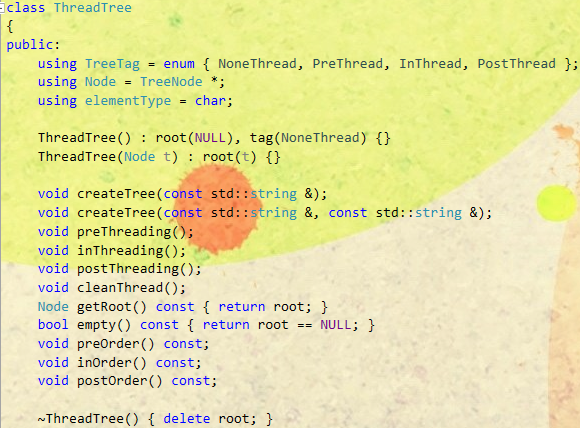 class ThreadTree
{
public:
    using TreeTag = enum { NoneThread, PreThread, InThread, PostThread };
    using Node = TreeNode *;
    using elementType = char;

    ThreadTree() : root(NULL), tag(NoneThread) {}
    ThreadTree(Node t) : root(t) {}

    void createTree(const std::string &);
    void createTree(const std::string &, const std::string &);
    void preThreading();
    void inThreading();
    void postThreading();
    void cleanThread();
    Node getRoot() const { return root; }
    bool empty() const { return root == NULL; }
    void preOrder() const;
    void inOrder() const;
    void postOrder() const;

    ~ThreadTree() { delete root; }